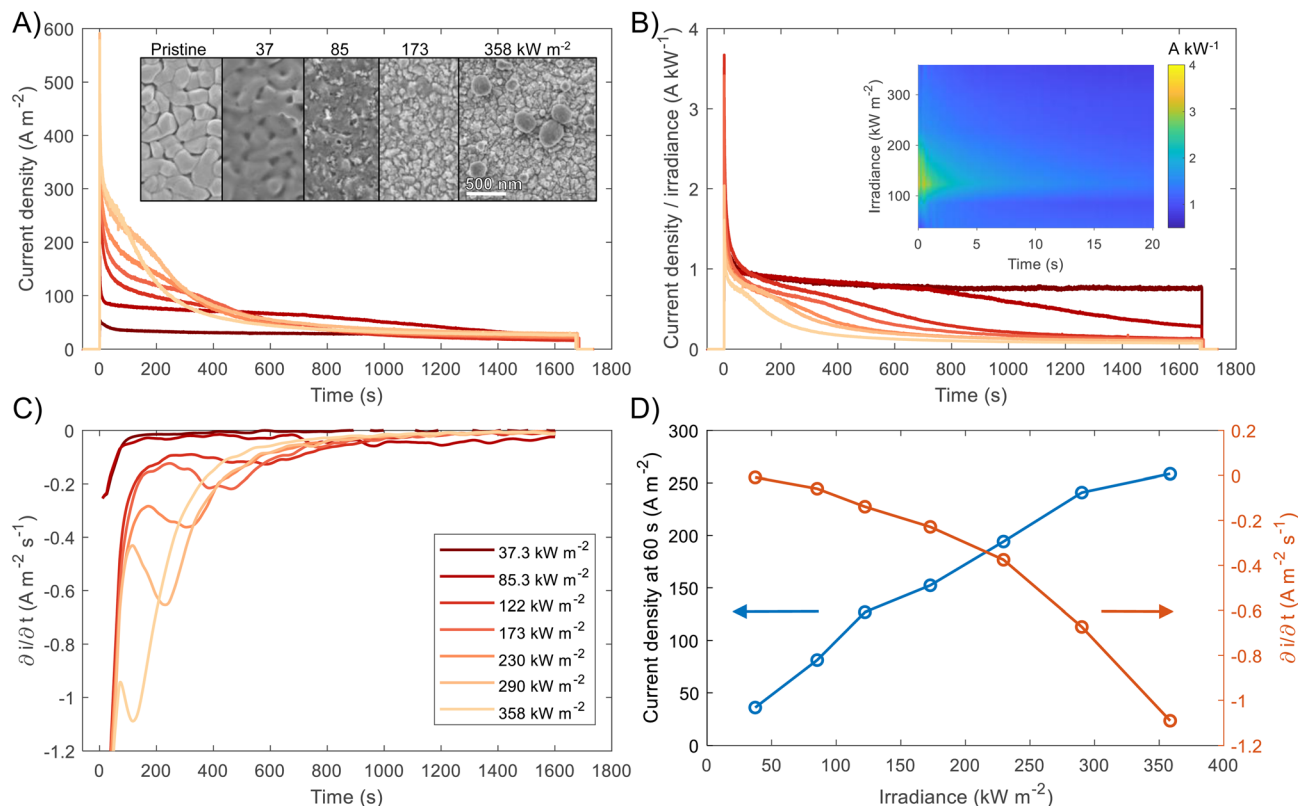 A)
Current density (A m-2)
600
500
400
300
200
100
0
Pristine 37 85 173 358 kW m-2
500 nm
0 200 400 600 800 1000 1200 1400 1600 1800
Time (s)
B)
Current density / irradiance (A kW-1)
4
3
2
1
0
A kW-1
Irradiance (kW m-2)
300
200
100
0 5 10 15 20
Time (s)
4
3
2
1
0 200 400 600 800 1000 1200 1400 1600 1800
Time (s)
C)
∂ i/∂ t (A m-2 s-1)
0
-0.2
-0.4
-0.6
-0.8
-1
-1.2
37.3 kW m-2
85.3 kW m-2
122 kW m-2
173 kW m-2
230 kW m-2
290 kW m-2
358 kW m-2
0 200 400 600 800 1000 1200 1400 1600 1800
Time (s)
D)
Current density at 60 s (A m-2)
300
250
200
150
100
50
0
0.2
0
-0.2
-0.4
-0.6
-0.8
-1
-1.2
∂ i/∂ t (A m-2 s-1)
0 50 100 150 200 250 300 350 400
Irradiance (kW m-2)